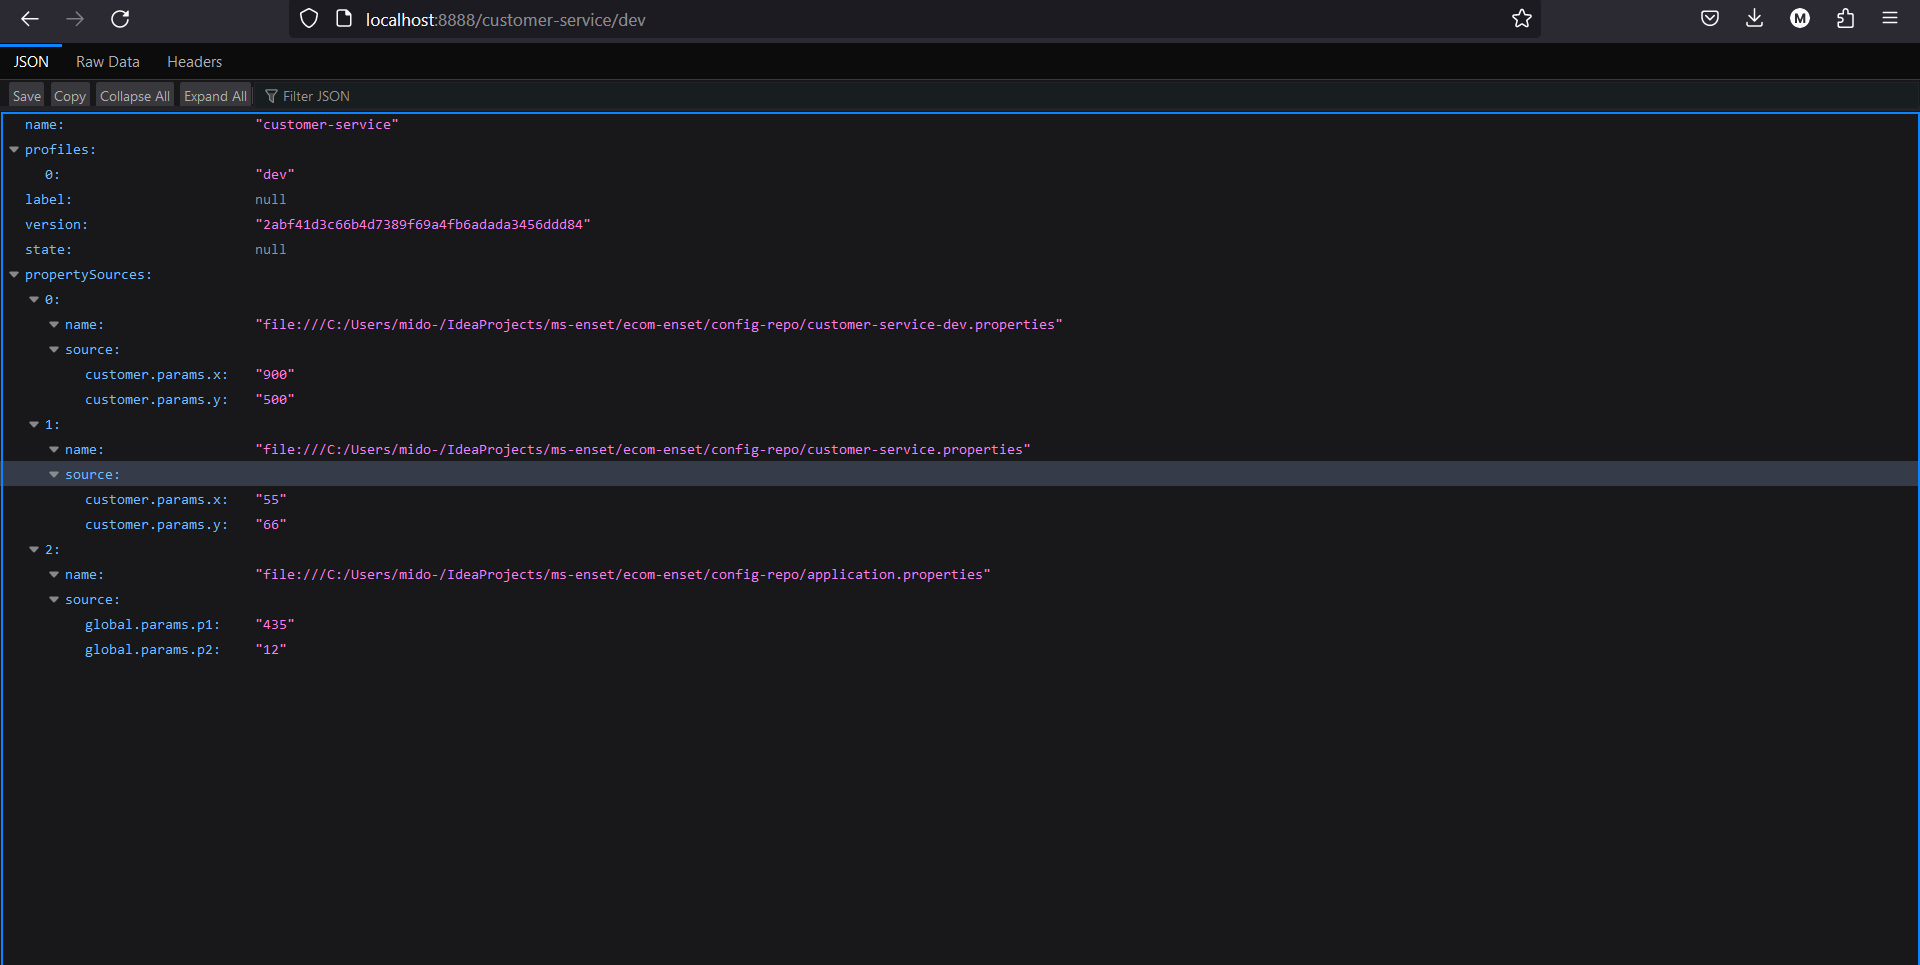 localhost:8888/customer-service/dev
M
JSON Raw Data Headers
Save Copy Collapse All Expand All Filter JSON
name: "customer-service"
profiles:
0: "dev"
label: null
version: "2abf41d3c66b4d7389f69a4fb6adada3456ddd84"
state: null
propertySources:
0:
name: "file:///C:/Users/mido-/IdeaProjects/ms-enset/ecom-enset/config-repo/customer-service-dev.properties"
source:
customer.params.x: "900"
customer.params.y: "500"
1:
name: "file:///C:/Users/mido-/IdeaProjects/ms-enset/ecom-enset/config-repo/customer-service.properties"
source:
customer.params.x: "55"
customer.params.y: "66"
2:
name: "file:///C:/Users/mido-/IdeaProjects/ms-enset/ecom-enset/config-repo/application.properties"
source:
global.params.p1: "435"
global.params.p2: "12"